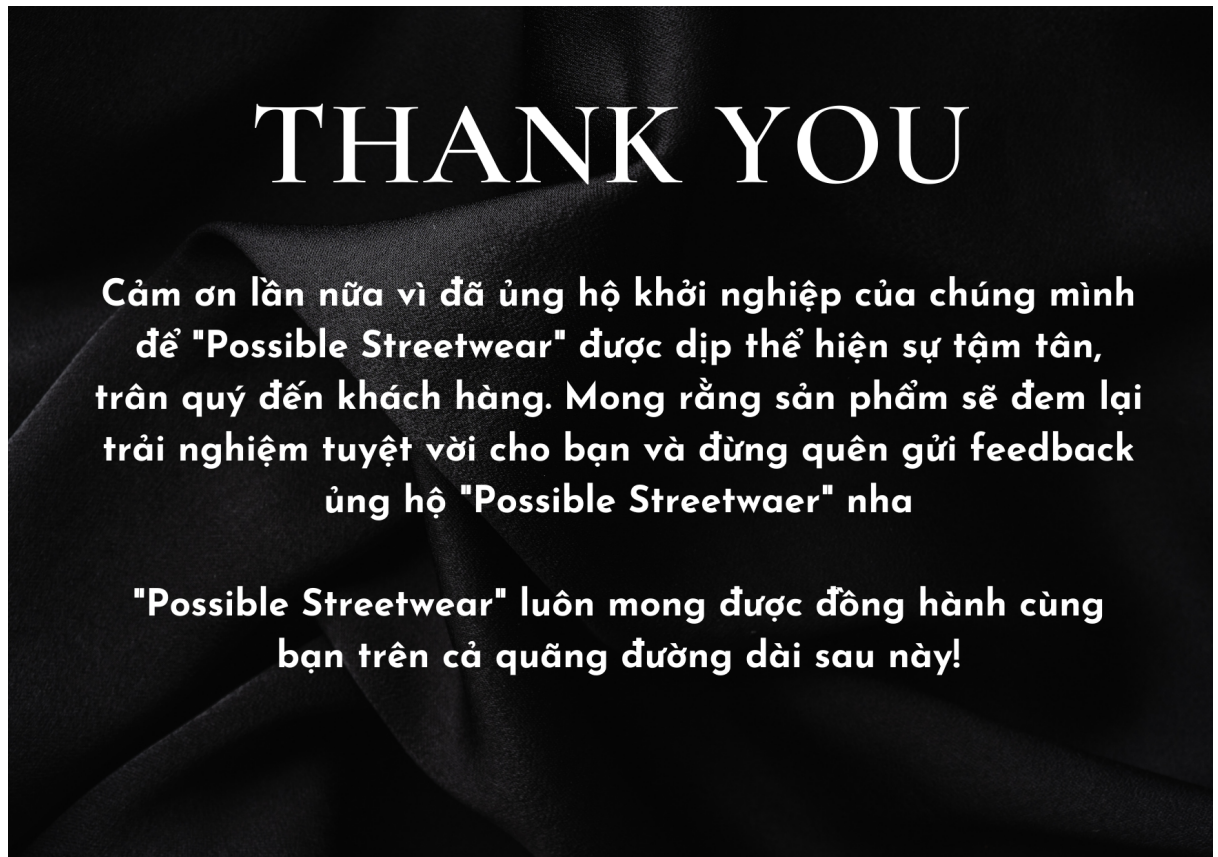 THANK YOU
Cảm ơn lần nữa vì đã ủng hộ khởi nghiệp của chúng mình
để "Possible Streetwear" được dịp thể hiện sự tậm tân,
trân quý đến khách hàng. Mong rằng sản phẩm sẽ đem lại
trải nghiệm tuyệt vời cho bạn và đừng quên gửi feedback
ủng hộ "Possible Streetwaer" nha
"Possible Streetwear" luôn mong được đồng hành cùng
bạn trên cả quãng đường dài sau này!